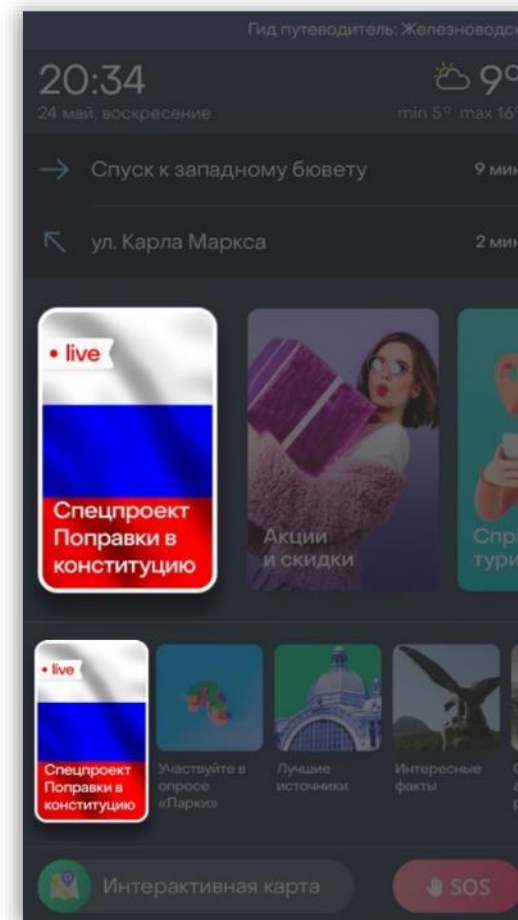 Гид путеводитель: Железноводск
20:34
9°
24 май, воскресение
min 5° max 16°
Спуск к западному бювету
9 мин
ул. Карла Маркса
2 мин
• live
Спецпроект
Поправки в
конституцию
Акции
и скидки
• live
Спецпроект
Поправки в
конституцию
Участвуйте в
опросе
«Парки»
Лучшие
источники
Интересные
факты
Интерактивная карта
SOS